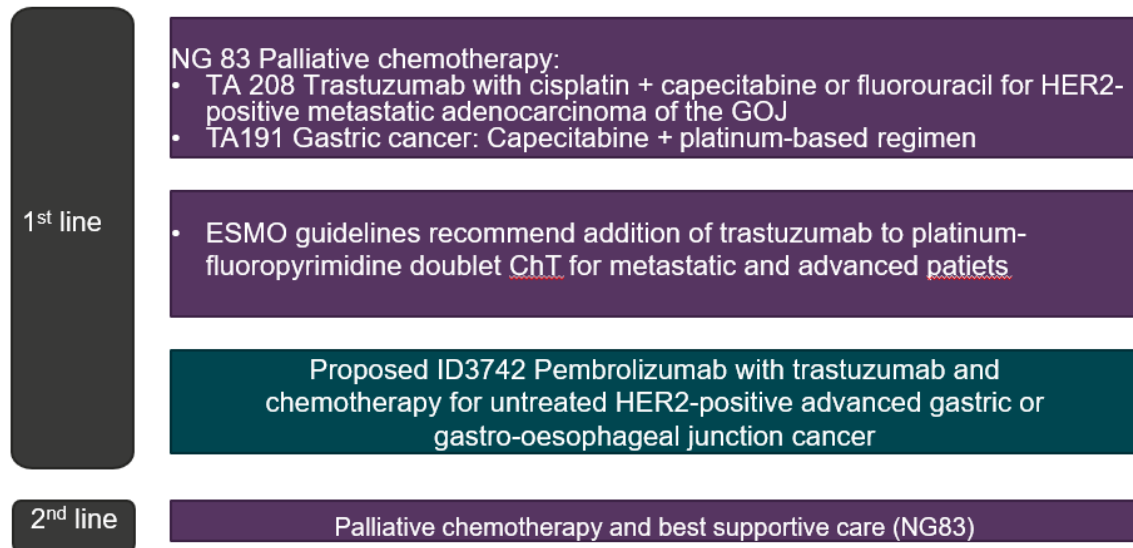 NG 83 Palliative chemotherapy:
• TA 208 Trastuzumab with cisplatin + capecitabine or fluorouracil for HER2-
positive metastatic adenocarcinoma of the GOJ
• TA191 Gastric cancer: Capecitabine + platinum-based regimen
1st line
• ESMO guidelines recommend addition of trastuzumab to platinum-
fluoropyrimidine doublet ChT for metastatic and advanced patiets
Proposed ID3742 Pembrolizumab with trastuzumab and
chemotherapy for untreated HER2-positive advanced gastric or
gastro-oesophageal junction cancer
2nd line
Palliative chemotherapy and best supportive care (NG83)